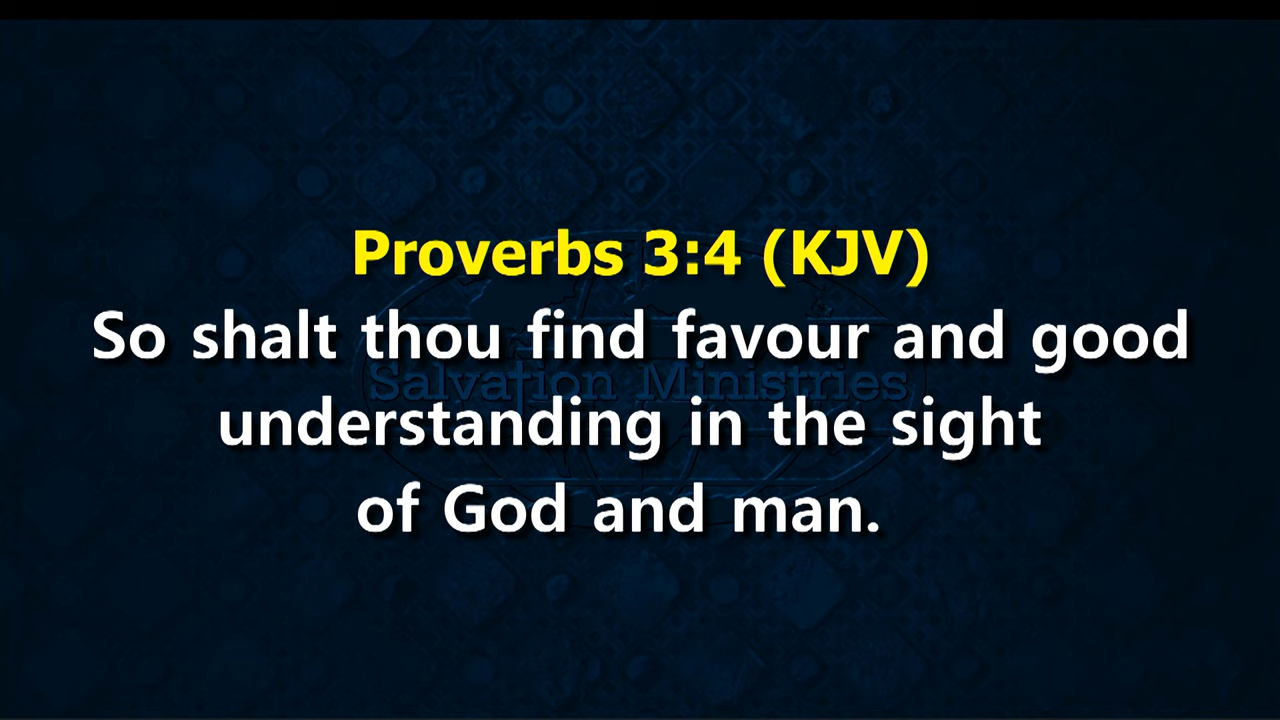 Proverbs 3:4 (KJV)
So shalt thou find favour and good
Salvation Ministries
understanding in the sight
of God and man.